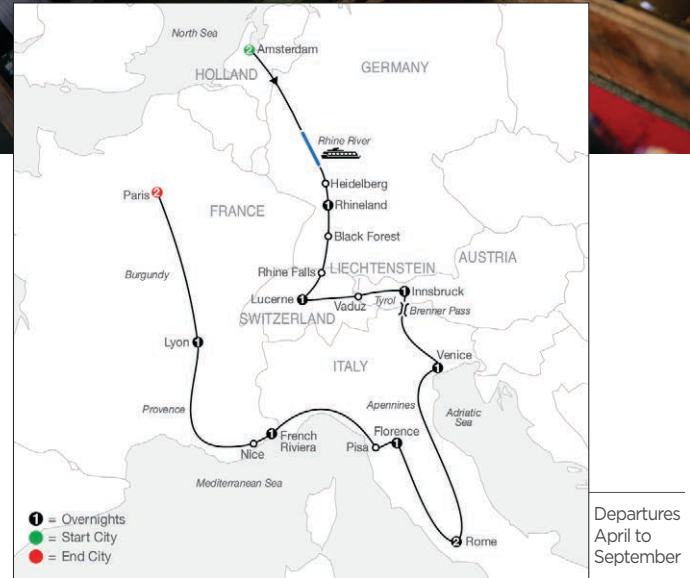 North Sea
2 Amsterdam
HOLLAND
GERMANY
Rhine River
Heidelberg
Paris 2
1 Rhineland
FRANCE
Black Forest
AUSTRIA
Burgundy
Rhine Falls
LIECHTENSTEIN
Lucerne 1
Vaduz
Tyrol
1 Innsbruck
Brenner Pass
SWITZERLAND
Lyon 1
Venice
1
ITALY
Provence
Apennines
Adriatic
Sea
1 French
Riviera
Nice
Florence
1
Pisa
Mediterranean Sea
2 Rome
1 = Overnights
= Start City
= End City
Departures
April to
September